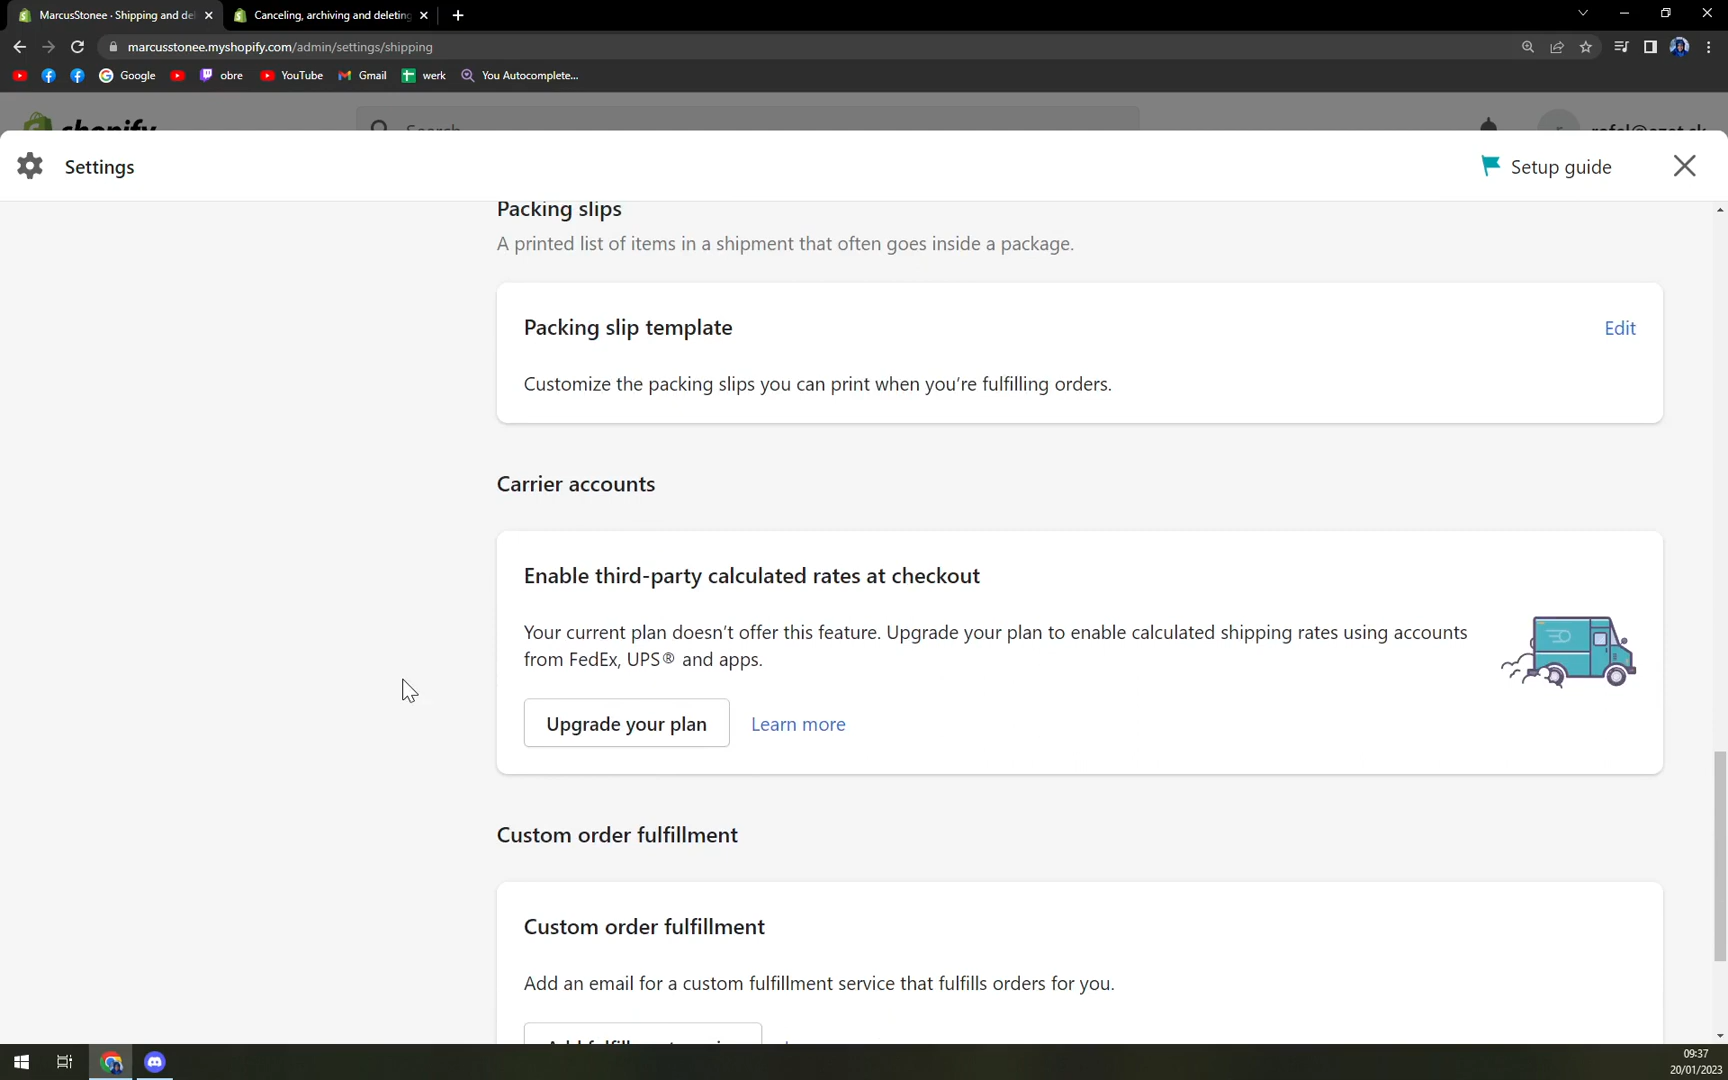 MarcusStonee · Shipping and de
Canceling, archiving and deleting
marcusstonee.myshopify.com/admin/settings/shipping
Google
obre
YouTube
Gmail
werk
You Autocomplete...
shopify
Search
Settings
Setup guide
Packing slips
A printed list of items in a shipment that often goes inside a package.
Packing slip template
Edit
Customize the packing slips you can print when you're fulfilling orders.
Carrier accounts
Enable third-party calculated rates at checkout
Your current plan doesn't offer this feature. Upgrade your plan to enable calculated shipping rates using accounts
from FedEx, UPS® and apps.
Upgrade your plan
Learn more
Custom order fulfillment
Custom order fulfillment
Add an email for a custom fulfillment service that fulfills orders for you.
09:37
20/01/2023